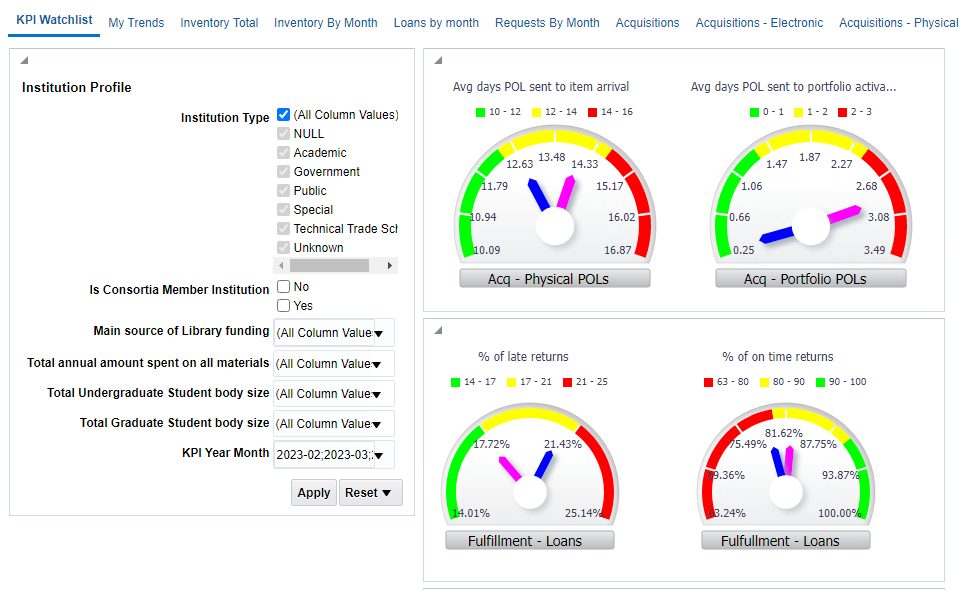 KPI Watchlist My Trends Inventory Total Inventory By Month Loans by month Requests By Month Acquisitions Acquisitions - Electronic Acquisitions - Physical
Institution Profile
Institution Type (All Column Values)
NULL
Academic
Government
Public
Special
Technical Trade Sch
Unknown
Is Consortia Member Institution No
Yes
Main source of Library funding (All Column Value
Total annual amount spent on all materials (All Column Value
Total Undergraduate Student body size (All Column Value
Total Graduate Student body size (All Column Value
KPI Year Month 2023-02;2023-03;
Apply Reset
Avg days POL sent to item arrival
10 - 12 12 - 14 14 - 16
10.09
10.94
11.79
12.63
13.48
14.33
15.17
16.02
16.87
Acq - Physical POLs
Avg days POL sent to portfolio activa...
0 - 1 1 - 2 2 - 3
0.25
0.66
1.06
1.47
1.87
2.27
2.68
3.08
3.49
Acq - Portfolio POLs
% of late returns
14 - 17 17 - 21 21 - 25
14.01%
17.72%
21.43%
25.14%
Fulfillment - Loans
% of on time returns
63 - 80 80 - 90 90 - 100
63.24%
69.36%
75.49%
81.62%
87.75%
93.87%
100.00%
Fulfullment - Loans